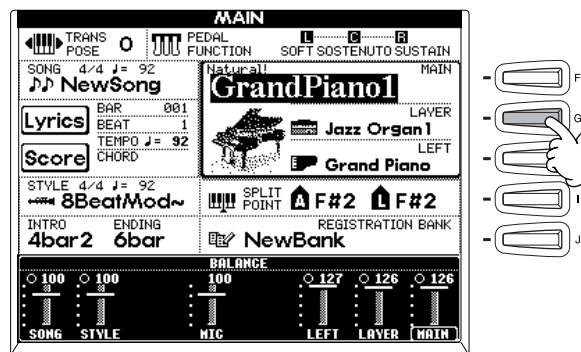 MAIN
TRANS POSE 0
PEDAL FUNCTION
L C R
SOFT SOSTENUTO SUSTAIN
SONG 4/4 ♩= 92
NewSong
Natural! MAIN
GrandPiano1
LAYER
Jazz Organ1
LEFT
Grand Piano
Lyrics
Score
BAR 001
BEAT 1
TEMPO ♩= 92
CHORD
STYLE 4/4 ♩= 92
8BeatMod~
SPLIT POINT A F#2 L F#2
INTRO ENDING
4bar2 6bar
REGISTRATION BANK
NewBank
BALANCE
100 100 100 127 126 126
SONG STYLE MIC LEFT LAYER MAIN
F
G
I
J